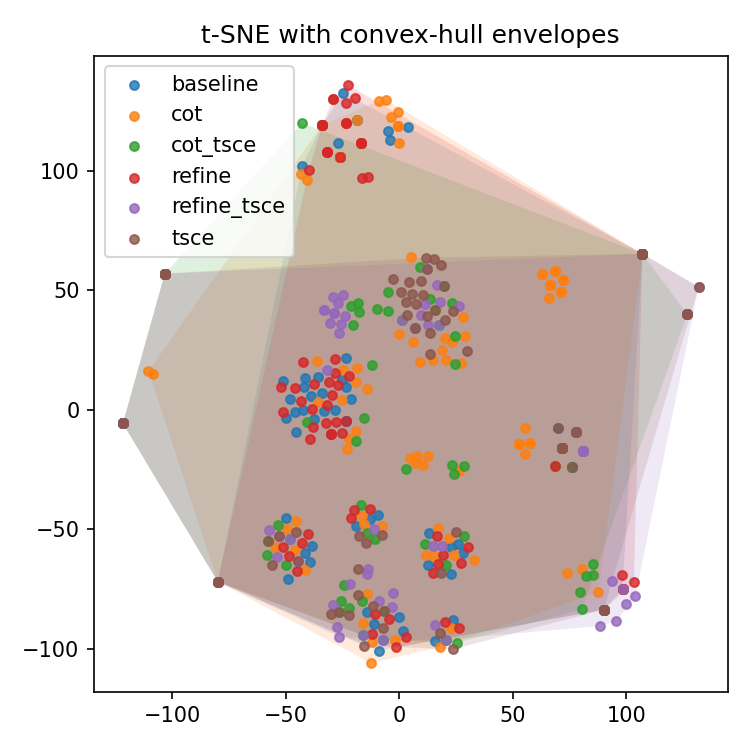 t-SNE with convex-hull envelopes
baseline
cot
cot_tsce
refine
refine_tsce
tsce
100
50
0
−50
−100
−100
−50
0
50
100